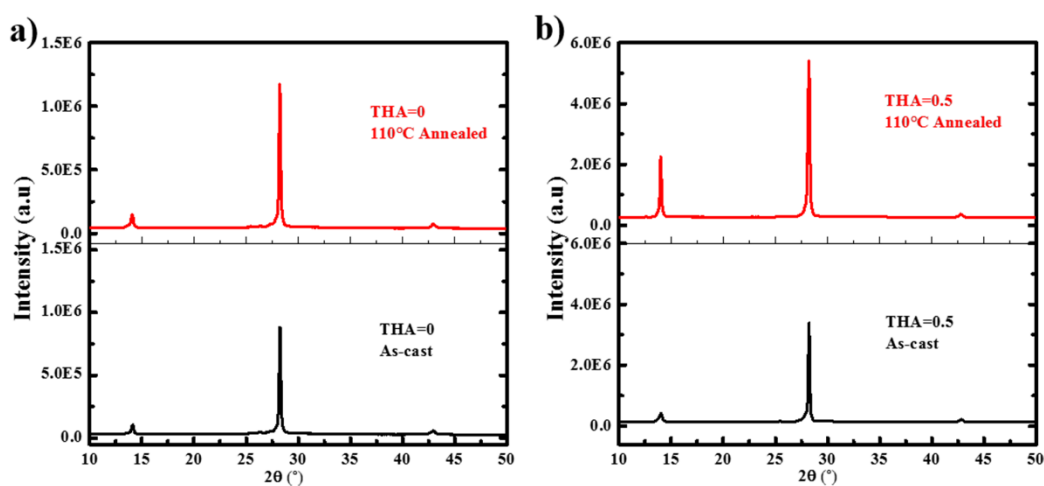 a)
1.5E6
1.0E6
5.0E5
0.0
THA=0
110°C Annealed
1.5E6
1.0E6
5.0E5
0.0
THA=0
As-cast
Intensity (a.u)
10 15 20 25 30 35 40 45 50
2θ (°)
b)
6.0E6
4.0E6
2.0E6
0.0
THA=0.5
110°C Annealed
6.0E6
4.0E6
2.0E6
0.0
THA=0.5
As-cast
Intensity (a.u)
10 15 20 25 30 35 40 45 50
2θ (°)